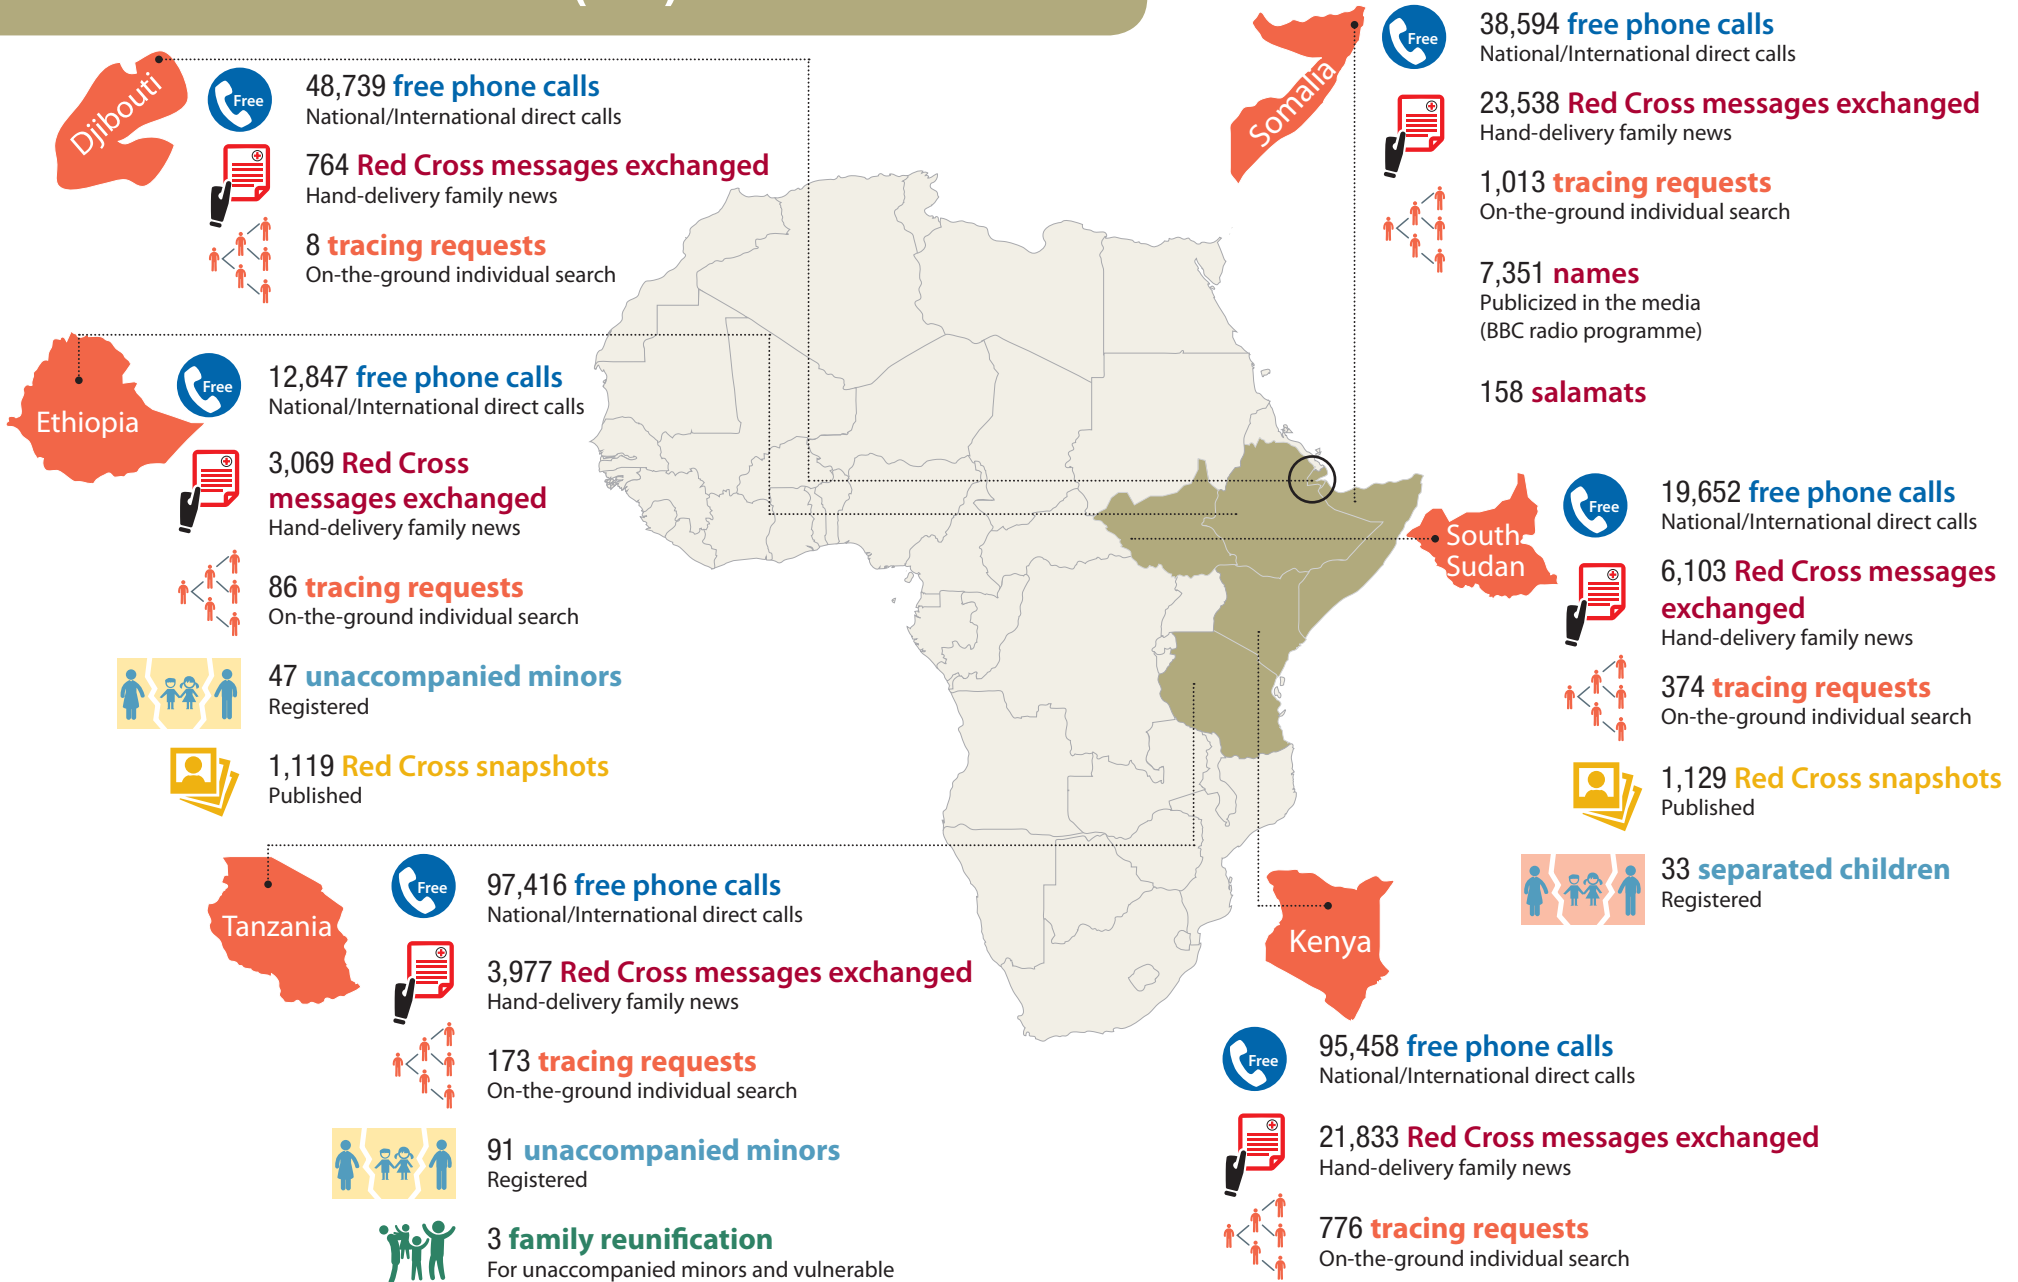 Djibouti
Free
48,739 free phone calls
National/International direct calls
764 Red Cross messages exchanged
Hand-delivery family news
8 tracing requests
On-the-ground individual search
Somalia
Free
38,594 free phone calls
National/International direct calls
23,538 Red Cross messages exchanged
Hand-delivery family news
1,013 tracing requests
On-the-ground individual search
7,351 names
Publicized in the media
(BBC radio programme)
158 salamats
Ethiopia
Free
12,847 free phone calls
National/International direct calls
3,069 Red Cross
messages exchanged
Hand-delivery family news
86 tracing requests
On-the-ground individual search
47 unaccompanied minors
Registered
1,119 Red Cross snapshots
Published
South
Sudan
Free
19,652 free phone calls
National/International direct calls
6,103 Red Cross messages
exchanged
Hand-delivery family news
374 tracing requests
On-the-ground individual search
1,129 Red Cross snapshots
Published
33 separated children
Registered
Tanzania
Free
97,416 free phone calls
National/International direct calls
3,977 Red Cross messages exchanged
Hand-delivery family news
173 tracing requests
On-the-ground individual search
91 unaccompanied minors
Registered
3 family reunification
For unaccompanied minors and vulnerable
Kenya
Free
95,458 free phone calls
National/International direct calls
21,833 Red Cross messages exchanged
Hand-delivery family news
776 tracing requests
On-the-ground individual search